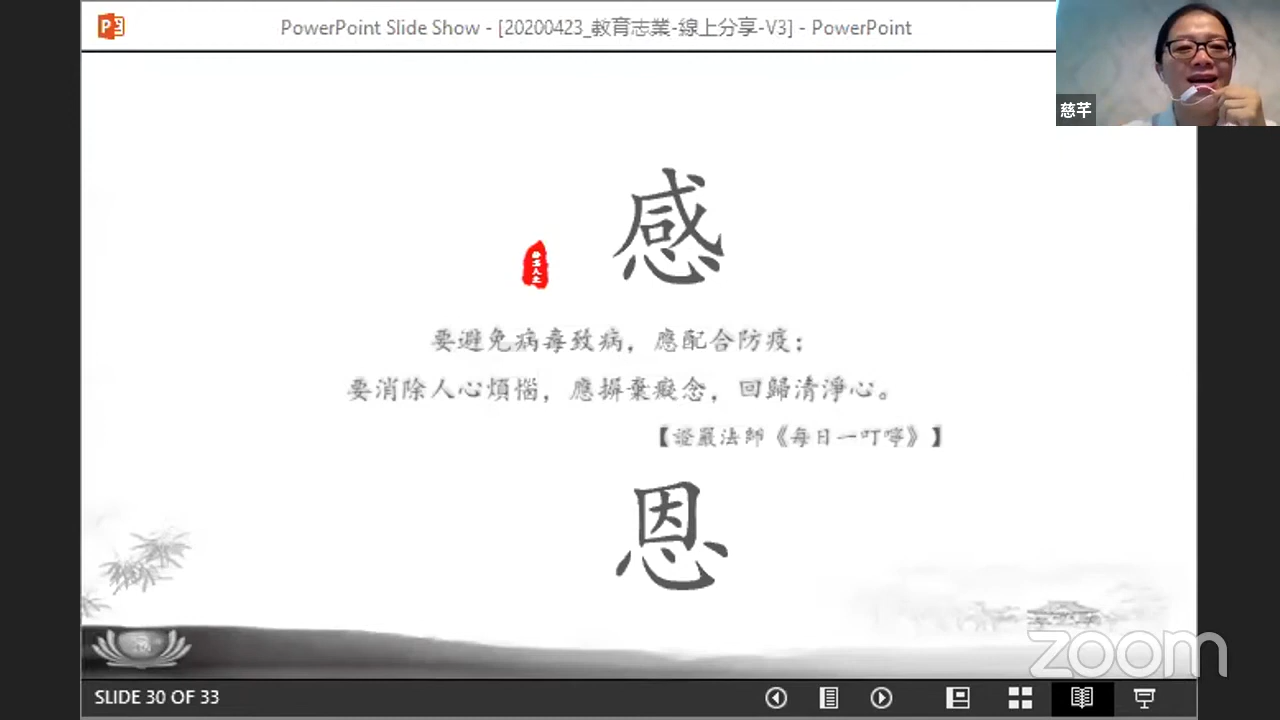 PowerPoint Slide Show - [20200423_教育志業-線上分享-V3] - PowerPoint
慈芊
感
要避免病毒致病，應配合防疫；
要消除人心煩惱，應摒棄癡念，回歸清淨心。
【證嚴法師《每日一叮嚀》】
恩
zoom
SLIDE 30 OF 33